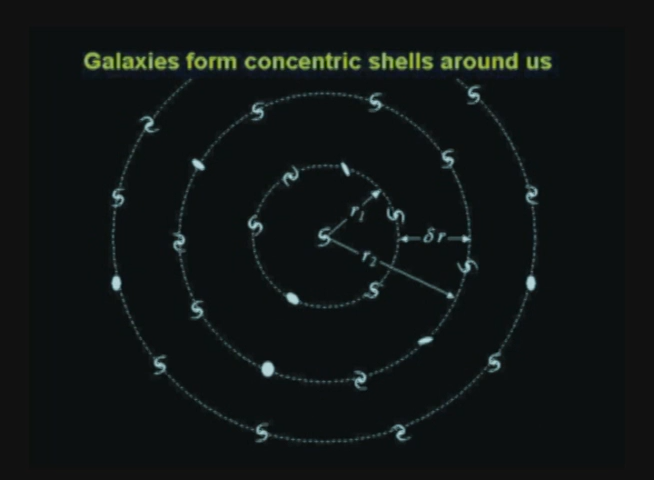 Galaxies form concentric shells around us
r₁
δr
r₂